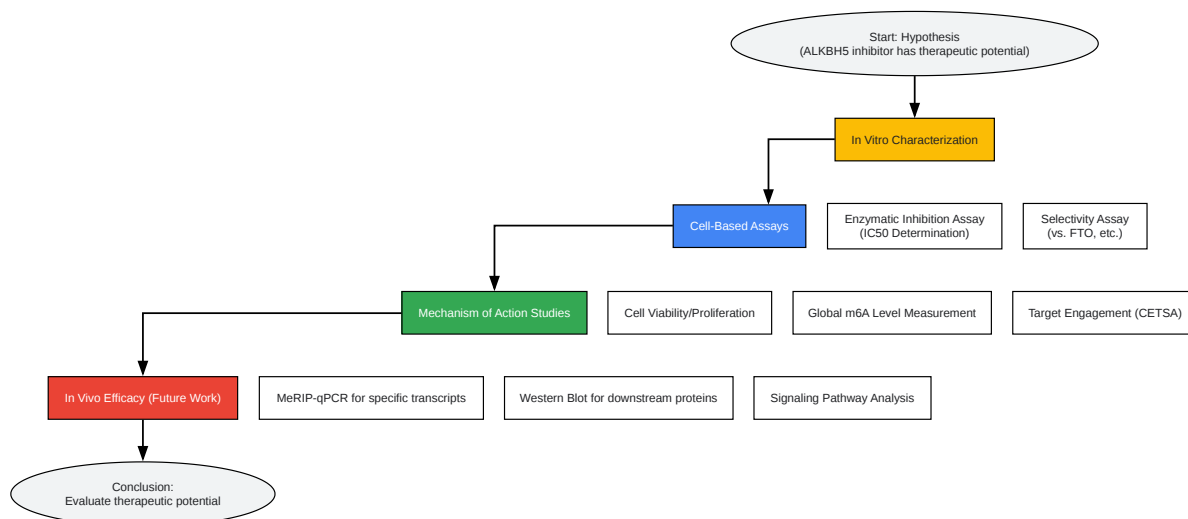 Start: Hypothesis
(ALKBH5 inhibitor has therapeutic potential)
In Vitro Characterization
Cell-Based Assays
Enzymatic Inhibition Assay
(IC50 Determination)
Selectivity Assay
(vs. FTO, etc.)
Mechanism of Action Studies
Cell Viability/Proliferation
Global m6A Level Measurement
Target Engagement (CETSA)
In Vivo Efficacy (Future Work)
MeRIP-qPCR for specific transcripts
Western Blot for downstream proteins
Signaling Pathway Analysis
Conclusion:
Evaluate therapeutic potential